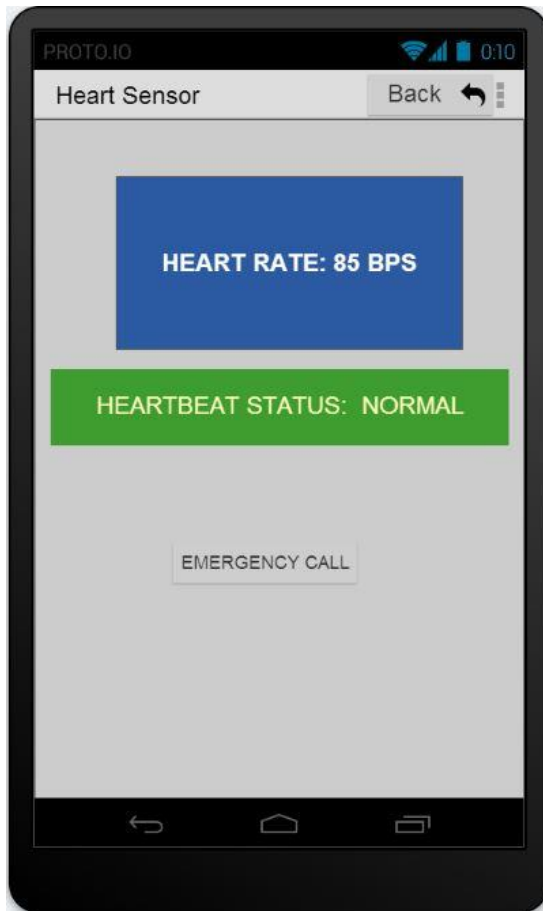 PROTO.IO 0:10
Heart Sensor Back
HEART RATE: 85 BPS
HEARTBEAT STATUS: NORMAL
EMERGENCY CALL